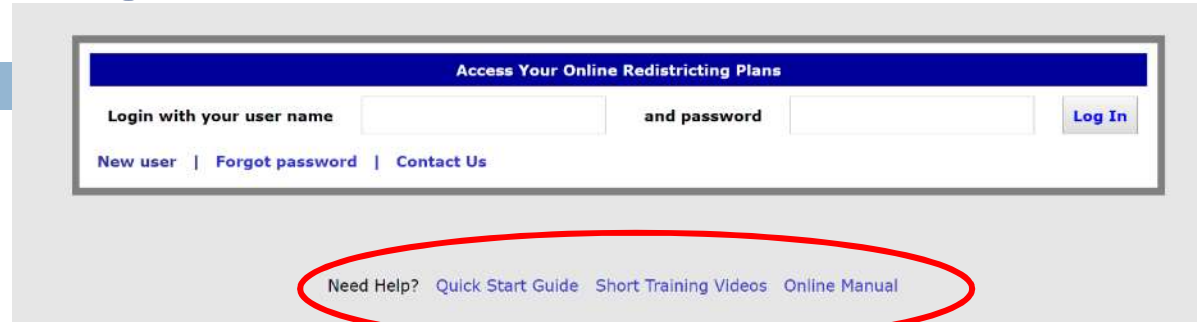 Access Your Online Redistricting Plans
Login with your user name and password Log In
New user | Forgot password | Contact Us
Need Help? Quick Start Guide Short Training Videos Online Manual